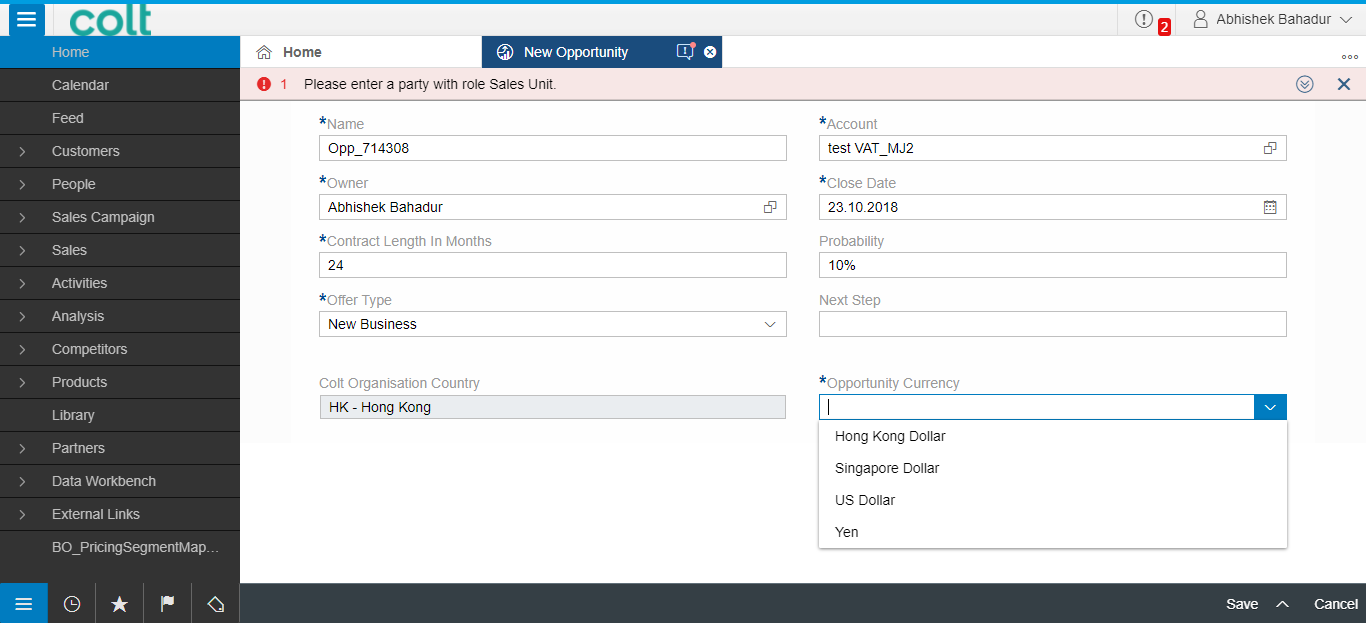 colt
2
Abhishek Bahadur
Home
Calendar
Feed
Customers
People
Sales Campaign
Sales
Activities
Analysis
Competitors
Products
Library
Partners
Data Workbench
External Links
BO_PricingSegmentMap...
Home
New Opportunity
1 Please enter a party with role Sales Unit.
*Name
Opp_714308
*Account
test VAT_MJ2
*Owner
Abhishek Bahadur
*Close Date
23.10.2018
*Contract Length In Months
24
Probability
10%
*Offer Type
New Business
Next Step
Colt Organisation Country
HK - Hong Kong
*Opportunity Currency
Hong Kong Dollar
Singapore Dollar
US Dollar
Yen
Save
Cancel